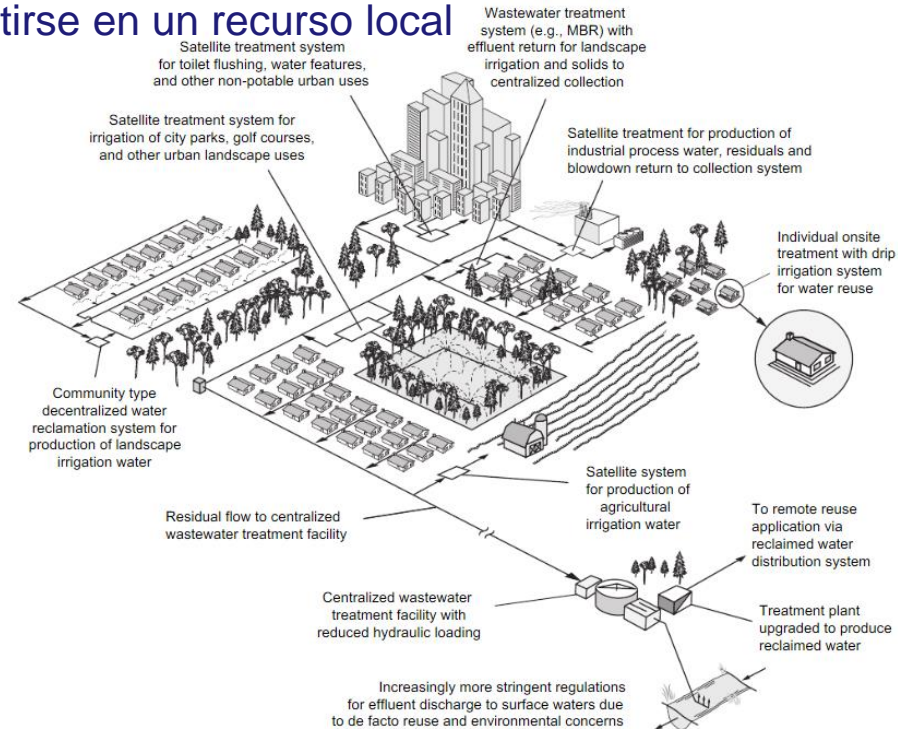 tirse en un recurso local
Satellite treatment system
for toilet flushing, water features,
and other non-potable urban uses
Wastewater treatment
system (e.g., MBR) with
effluent return for landscape
irrigation and solids to
centralized collection
Satellite treatment system for
irrigation of city parks, golf courses,
and other urban landscape uses
Satellite treatment for production of
industrial process water, residuals and
blowdown return to collection system
Individual onsite
treatment with drip
irrigation system
for water reuse
Community type
decentralized water
reclamation system for
production of landscape
irrigation water
Satellite system
for production of
agricultural
irrigation water
Residual flow to centralized
wastewater treatment facility
To remote reuse
application via
reclaimed water
distribution system
Centralized wastewater
treatment facility with
reduced hydraulic loading
Treatment plant
upgraded to produce
reclaimed water
Increasingly more stringent regulations
for effluent discharge to surface waters due
to de facto reuse and environmental concerns